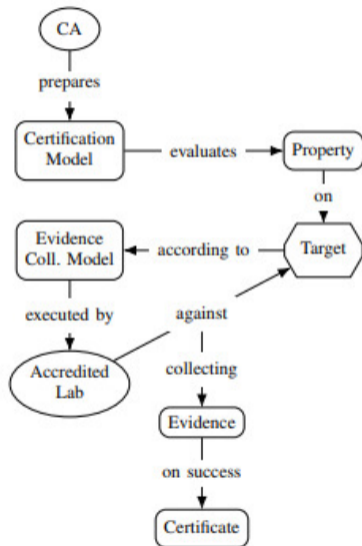 CA
prepares
Certification
Model
evaluates
Property
on
Evidence
Coll. Model
according to
Target
executed by
against
Accredited
Lab
collecting
Evidence
on success
Certificate